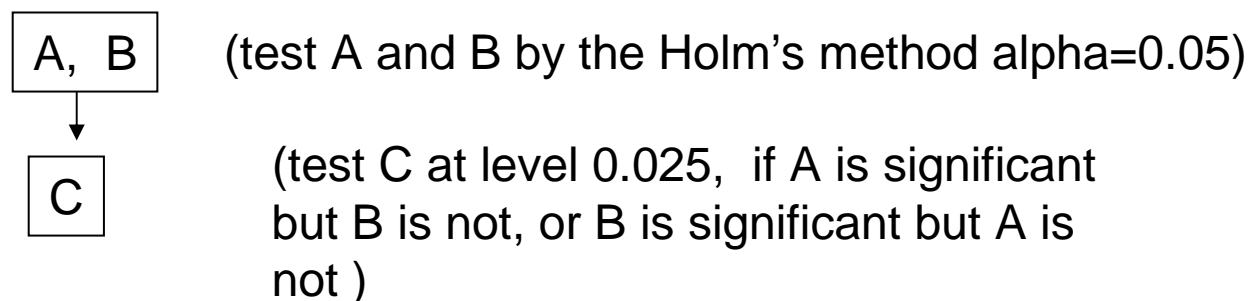 A, B (test A and B by the Holm's method alpha=0.05)
C (test C at level 0.025, if A is significant
but B is not, or B is significant but A is
not )